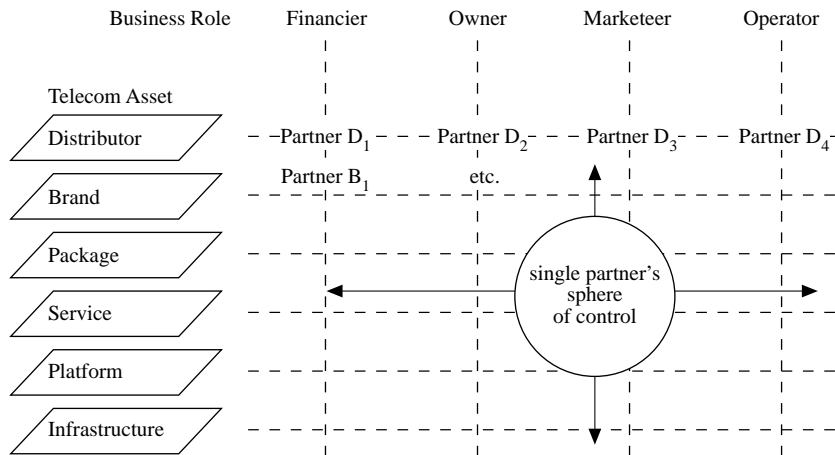 Business Role Financier Owner Marketeer Operator
Telecom Asset
Distributor Partner D₁ Partner D₂ Partner D₃ Partner D₄
Partner B₁ etc.
Brand
Package
single partner's
sphere
Service of control
Platform
Infrastructure